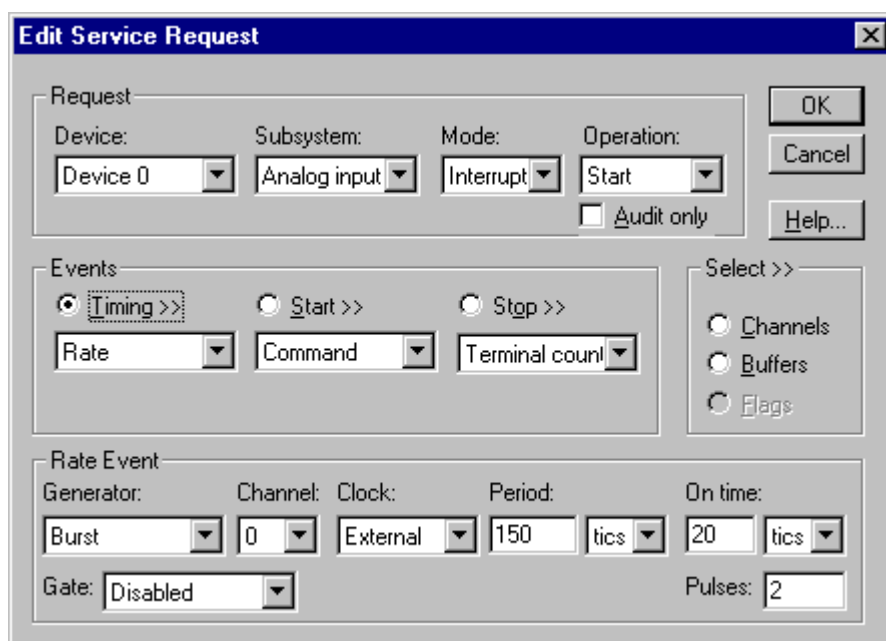 Edit Service Request
Request
OK
Device: Subsystem: Mode: Operation:
Device 0 Analog input Interrupt Start
Cancel
Audit only
Help...
Events
Select >>
Timing >> Start >> Stop >>
Rate Command Terminal count
Channels
Buffers
Flags
Rate Event
Generator: Channel: Clock: Period: On time:
Burst 0 External 150 tics 20 tics
Gate: Disabled Pulses: 2